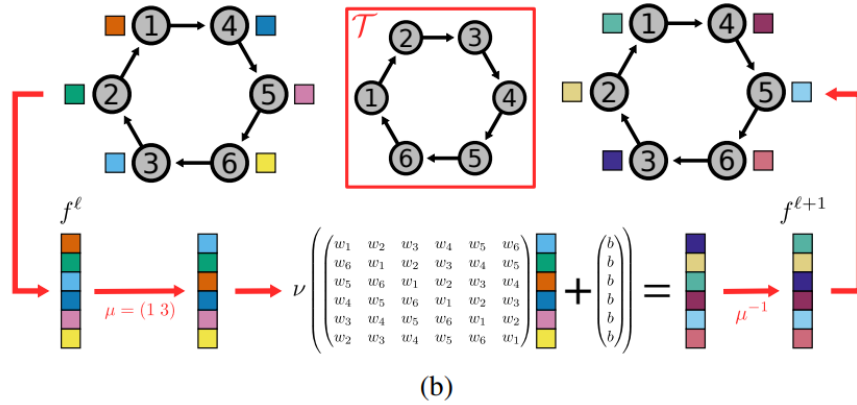 1 4
2 5
3 6
𝒯
2 3
1 4
6 5
1 4
2 5
3 6
f^ℓ
μ = (1 3)
ν ( ( w₁ w₂ w₃ w₄ w₅ w₆
w₆ w₁ w₂ w₃ w₄ w₅
w₅ w₆ w₁ w₂ w₃ w₄
w₄ w₅ w₆ w₁ w₂ w₃
w₃ w₄ w₅ w₆ w₁ w₂
w₂ w₃ w₄ w₅ w₆ w₁ )
+
( b
b
b
b
b
b ) )
=
μ⁻¹
f^{ℓ+1}
(b)